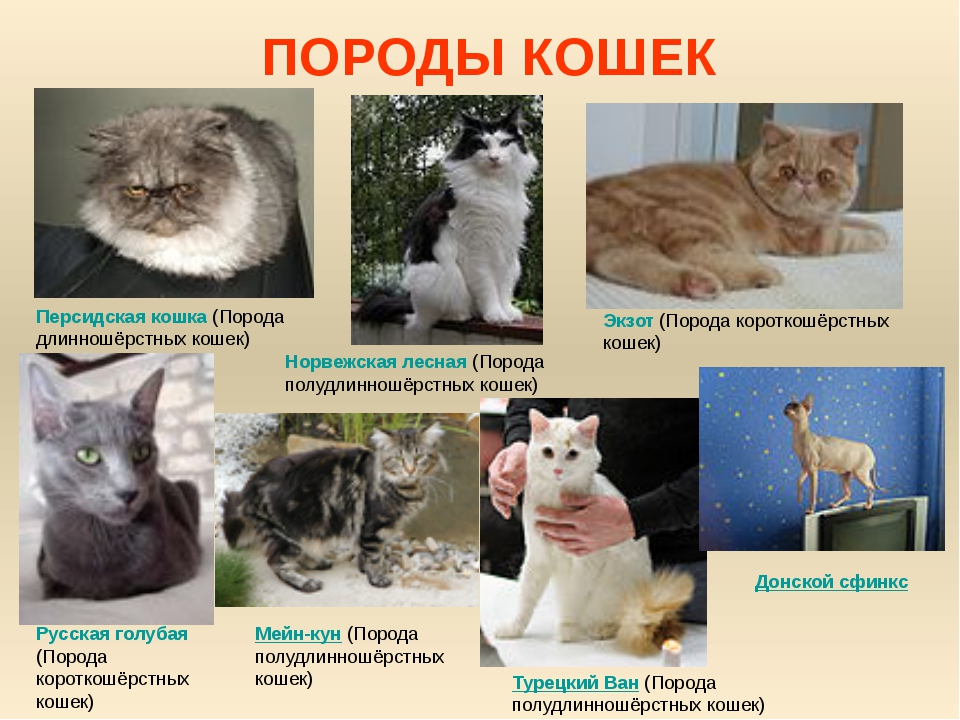 ПОРОДЫ КОШЕК
Персидская кошка (Порода
длинношёрстных кошек)
Норвежская лесная (Порода
полудлинношёрстных кошек)
Экзот (Порода короткошёрстных
кошек)
Русская голубая
(Порода
короткошёрстных
кошек)
Мейн-кун (Порода
полудлинношёрстных
кошек)
Турецкий Ван (Порода
полудлинношёрстных кошек)
Донской сфинкс